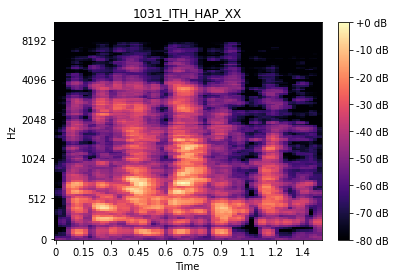 1031_ITH_HAP_XX
Hz
8192
4096
2048
1024
512
0
0 0.15 0.3 0.45 0.6 0.75 0.9 1.1 1.2 1.4
Time
+0 dB
-10 dB
-20 dB
-30 dB
-40 dB
-50 dB
-60 dB
-70 dB
-80 dB